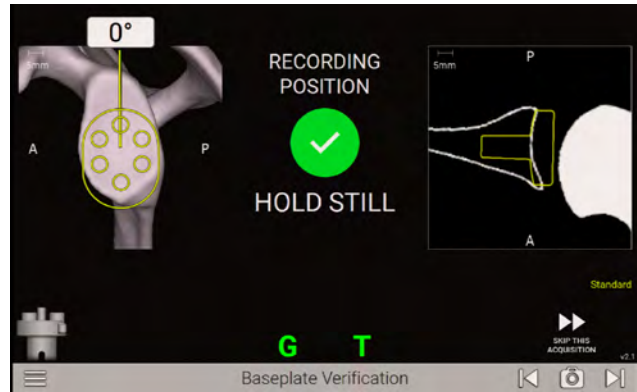 0°
5mm
A
P
RECORDING
POSITION
HOLD STILL
5mm
P
A
Standard
SKIP THIS
ACQUISITION
v2.1
G T
Baseplate Verification